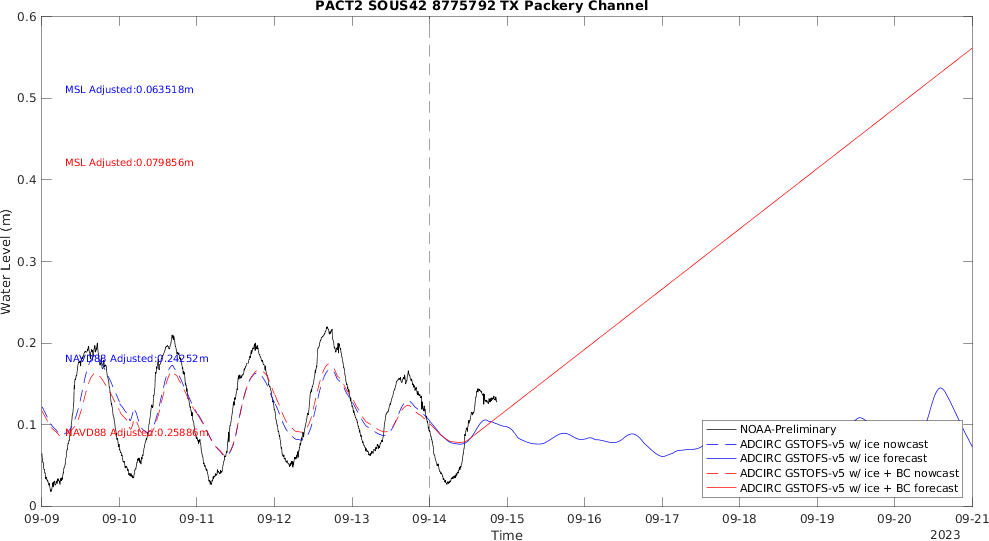 PACT2 SOUS42 8775792 TX Packery Channel
0.6
0.5
0.4
0.3
0.2
0.1
0
Water Level (m)
MSL Adjusted:0.063518m
MSL Adjusted:0.079856m
NAVD88 Adjusted:0.24252m
NAVD88 Adjusted:0.25886m
NOAA-Preliminary
ADCIRC GSTOFS-v5 w/ ice nowcast
ADCIRC GSTOFS-v5 w/ ice forecast
ADCIRC GSTOFS-v5 w/ ice + BC nowcast
ADCIRC GSTOFS-v5 w/ ice + BC forecast
09-09 09-10 09-11 09-12 09-13 09-14 09-15 09-16 09-17 09-18 09-19 09-20 09-21
Time
2023